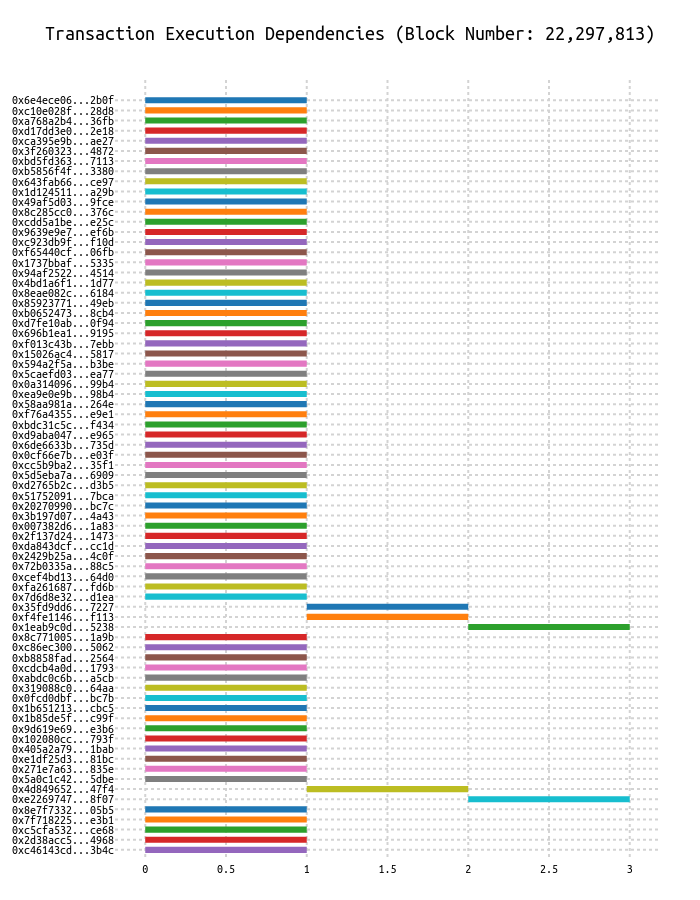 Transaction Execution Dependencies (Block Number: 22,297,813)
0x6e4ece06...2b0f
0xc10e028f...28d8
0xa768a2b4...36fb
0xd17dd3e0...2e18
0xca395e9b...ae27
0x3f260323...4872
0xbd5fd363...7113
0xb5856f4f...3380
0x643fab66...ce97
0x1d124511...a29b
0x49af5d03...9fce
0x8c285cc0...376c
0xcdd5a1be...e25c
0x9639e9e7...ef6b
0xc923db9f...f10d
0xf65440cf...06fb
0x1737bbaf...5335
0x94af2522...4514
0x4bd1a6f1...1d77
0x8eae082c...6184
0x85923771...49eb
0xb0652473...8cb4
0xd7fe10ab...0f94
0x696b1ea1...9195
0xf013c43b...7ebb
0x15026ac4...5817
0x594a2f5a...b3be
0x5caefd03...ea77
0x0a314096...99b4
0xea9e0e9b...98b4
0x58aa981a...264e
0xf76a4355...e9e1
0xbdc31c5c...f434
0xd9aba047...e965
0x6de6633b...735d
0x0cf66e7b...e03f
0xcc5b9ba2...35f1
0x5d5eba7a...6909
0xd2765b2c...d3b5
0x51752091...7bca
0x20270990...bc7c
0x3b197d07...4a43
0x007382d6...1a83
0x2f137d24...1473
0xda843dcf...cc1d
0x2429b25a...4c0f
0x72b0335a...88c5
0xcef4bd13...64d0
0xfa261687...fd6b
0x7d6d8e32...d1ea
0x35fd9dd6...7227
0xf4fe1146...f113
0x1eab9c0d...5238
0x8c771005...1a9b
0xc86ec300...5062
0xb8858fad...2564
0xcdcb4a0d...1793
0xabdc0c6b...a5cb
0x319088c0...64aa
0x0fcd0dbf...bc7b
0x1b651213...cbc5
0x1b85de5f...c99f
0x9d619e69...e3b6
0x102080cc...793f
0x405a2a79...1bab
0xe1df25d3...81bc
0x271e7a63...835e
0x5a0c1c42...5dbe
0x4d849652...47f4
0xe2269747...8f07
0x8e7f7332...05b5
0x7f718225...e3b1
0xc5cfa532...ce68
0x2d38acc5...4968
0xc46143cd...3b4c
0 0.5 1 1.5 2 2.5 3